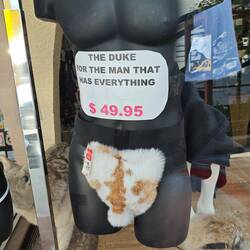 THE DUKE
FOR THE MAN THAT
HAS EVERYTHING
$ 49.95